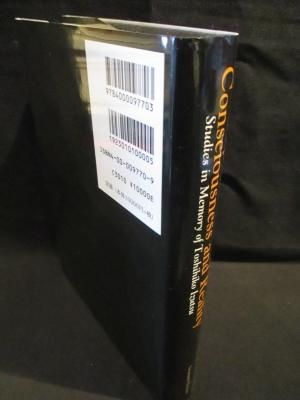 9784000097703
1923010100005
ISBN4-00-009770-9
C3010 ¥10000E
Consciousness and Reality
Studies in Memory of Toshihiko Izutsu